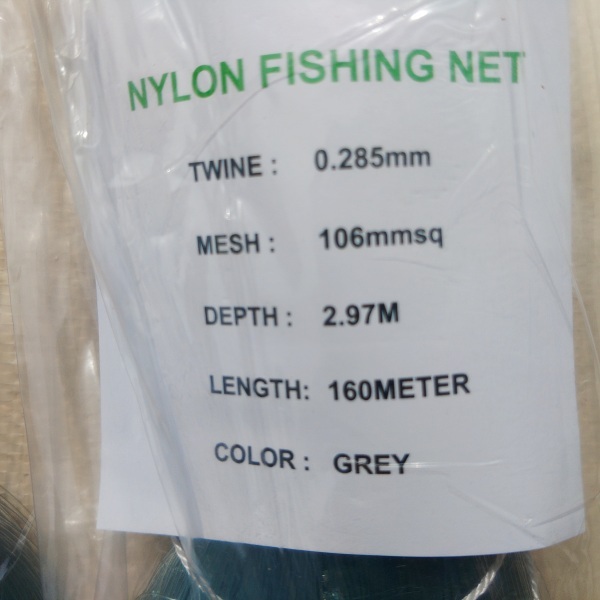 NYLON FISHING NET
TWINE : 0.285mm
MESH : 106mmsq
DEPTH : 2.97M
LENGTH: 160METER
COLOR : GREY